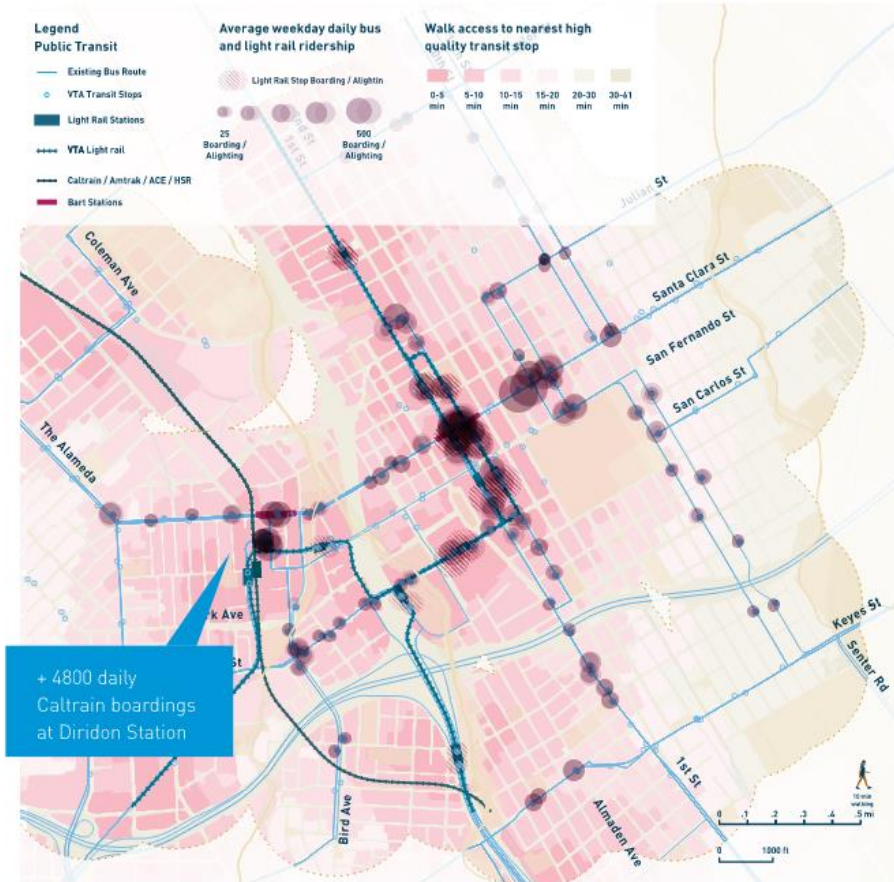 Legend
Public Transit
Existing Bus Route
VTA Transit Stops
Light Rail Stations
VTA Light rail
Caltrain / Amtrak / ACE / HSR
Bart Stations
Average weekday daily bus
and light rail ridership
Light Rail Stop Boarding / Alightin
25
Boarding /
Alighting
500
Boarding /
Alighting
Walk access to nearest high
quality transit stop
0-5
min
5-10
min
10-15
min
15-20
min
20-30
min
30-61
min
1st St
Julian St
Coleman Ave
Santa Clara St
San Fernando St
San Carlos St
The Alameda
k Ave
St
Keyes St
Senter Rd
+ 4800 daily
Caltrain boardings
at Diridon Station
1st St
Bird Ave
Almaden Ave
10 min
walking
0 .1 .2 .3 .4 .5 mi
0 1000 ft